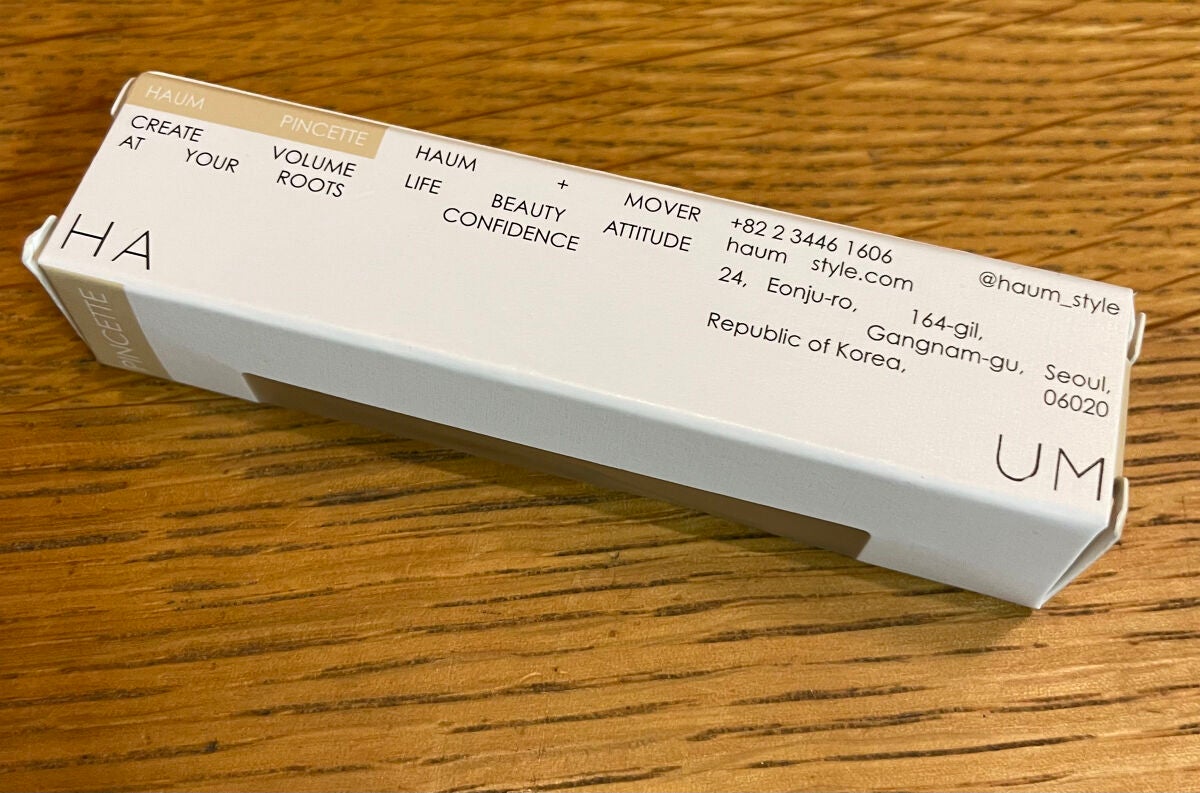 HAUM PINCETTE
CREATE VOLUME
AT YOUR ROOTS
HAUM + MOVER
LIFE BEAUTY ATTITUDE
CONFIDENCE
+82 2 3446 1606
haum style.com @haum_style
24, Eonju-ro, 164-gil,
Gangnam-gu, Seoul,
Republic of Korea, 06020
HA
UM
PINCETTE